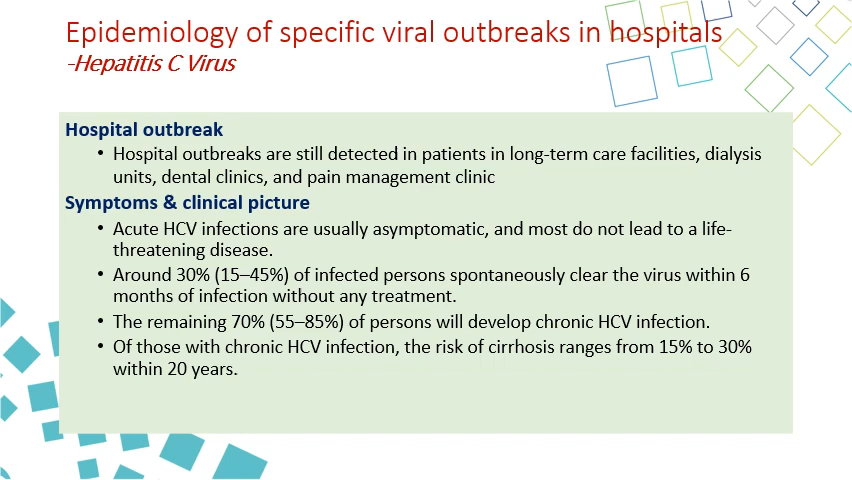 Epidemiology of specific viral outbreaks in hospitals
-Hepatitis C Virus
Hospital outbreak
• Hospital outbreaks are still detected in patients in long-term care facilities, dialysis
units, dental clinics, and pain management clinic
Symptoms & clinical picture
• Acute HCV infections are usually asymptomatic, and most do not lead to a life-
threatening disease.
• Around 30% (15–45%) of infected persons spontaneously clear the virus within 6
months of infection without any treatment.
• The remaining 70% (55–85%) of persons will develop chronic HCV infection.
• Of those with chronic HCV infection, the risk of cirrhosis ranges from 15% to 30%
within 20 years.